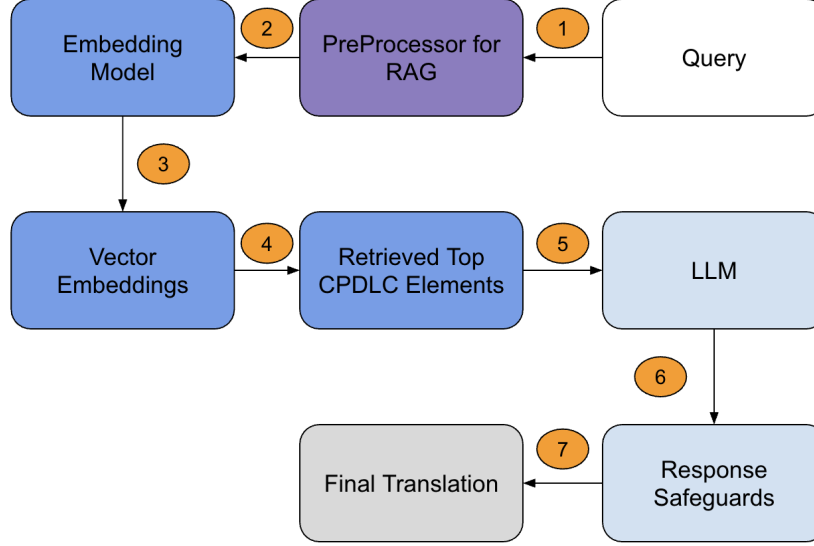 Embedding
Model
2
PreProcessor for
RAG
1
Query
3
Vector
Embeddings
4
Retrieved Top
CPDLC Elements
5
LLM
6
Final Translation
7
Response
Safeguards